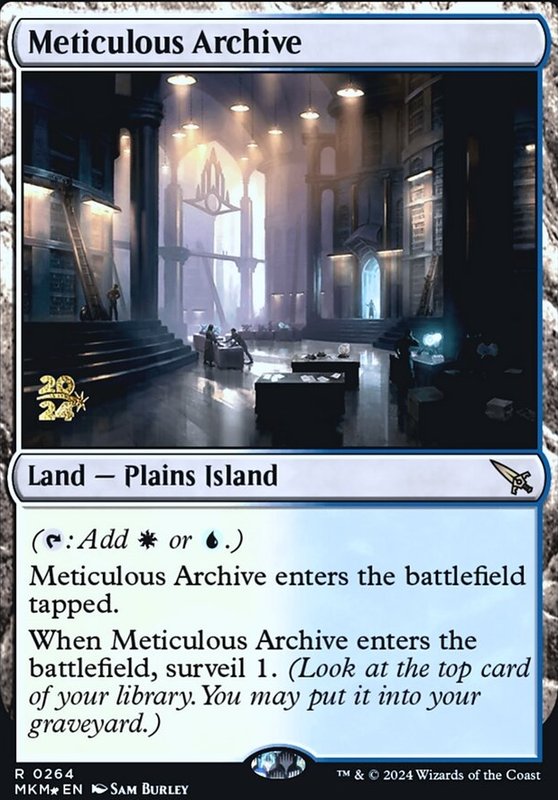 Meticulous Archive
20
24
Land — Plains Island
( : Add or .)
Meticulous Archive enters the battlefield
tapped.
When Meticulous Archive enters the
battlefield, surveil 1. (Look at the top card
of your library. You may put it into your
graveyard.)
R 0264
MKM★EN Sam Burley
™ & © 2024 Wizards of the Coast